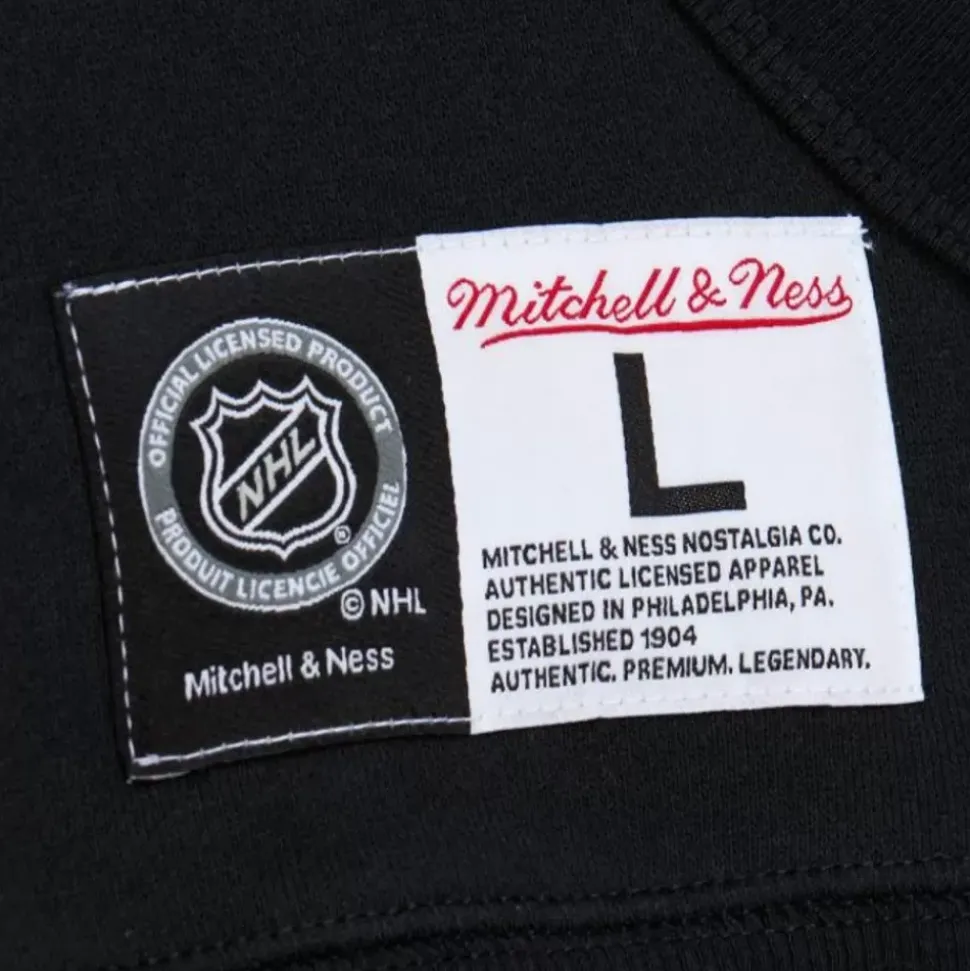 OFFICIAL LICENSED PRODUCT
NHL
®
PRODUIT LICENCIE OFFICIEL
© NHL
Mitchell & Ness
Mitchell & Ness
L
MITCHELL & NESS NOSTALGIA CO.
AUTHENTIC LICENSED APPAREL
DESIGNED IN PHILADELPHIA, PA.
ESTABLISHED 1904
AUTHENTIC. PREMIUM. LEGENDARY.